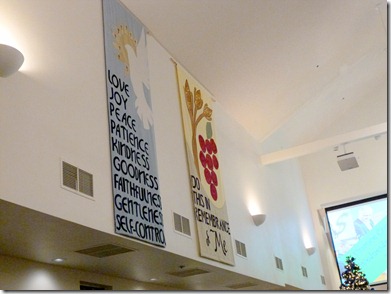 LOVE
JOY
PEACE
PATIENCE
KINDNESS
GOODNESS
FAITHFULNES
GENTLENES
SELF-CONTRO
DO
THIS IN
REMEMBRANCE
of Me